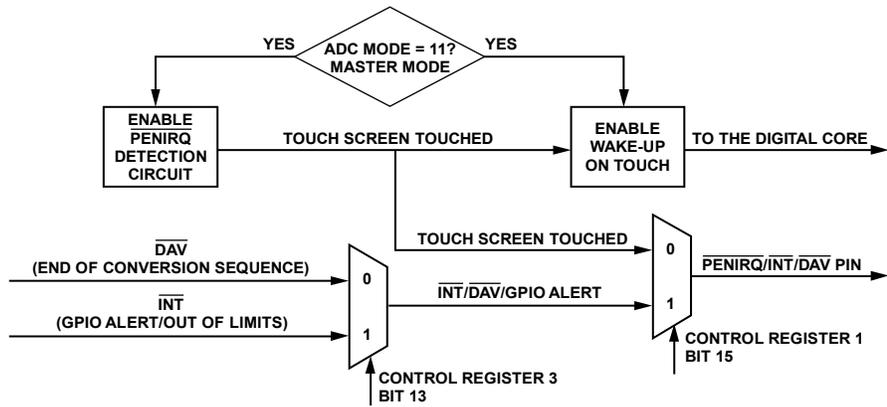 YES
ADC MODE = 11?
MASTER MODE
YES
ENABLE
PENIRQ
DETECTION
CIRCUIT
TOUCH SCREEN TOUCHED
ENABLE
WAKE-UP
ON TOUCH
TO THE DIGITAL CORE
TOUCH SCREEN TOUCHED
0
1
PENIRQ/INT/DAV PIN
DAV
(END OF CONVERSION SEQUENCE)
INT
(GPIO ALERT/OUT OF LIMITS)
0
1
INT/DAV/GPIO ALERT
CONTROL REGISTER 1
BIT 15
CONTROL REGISTER 3
BIT 13